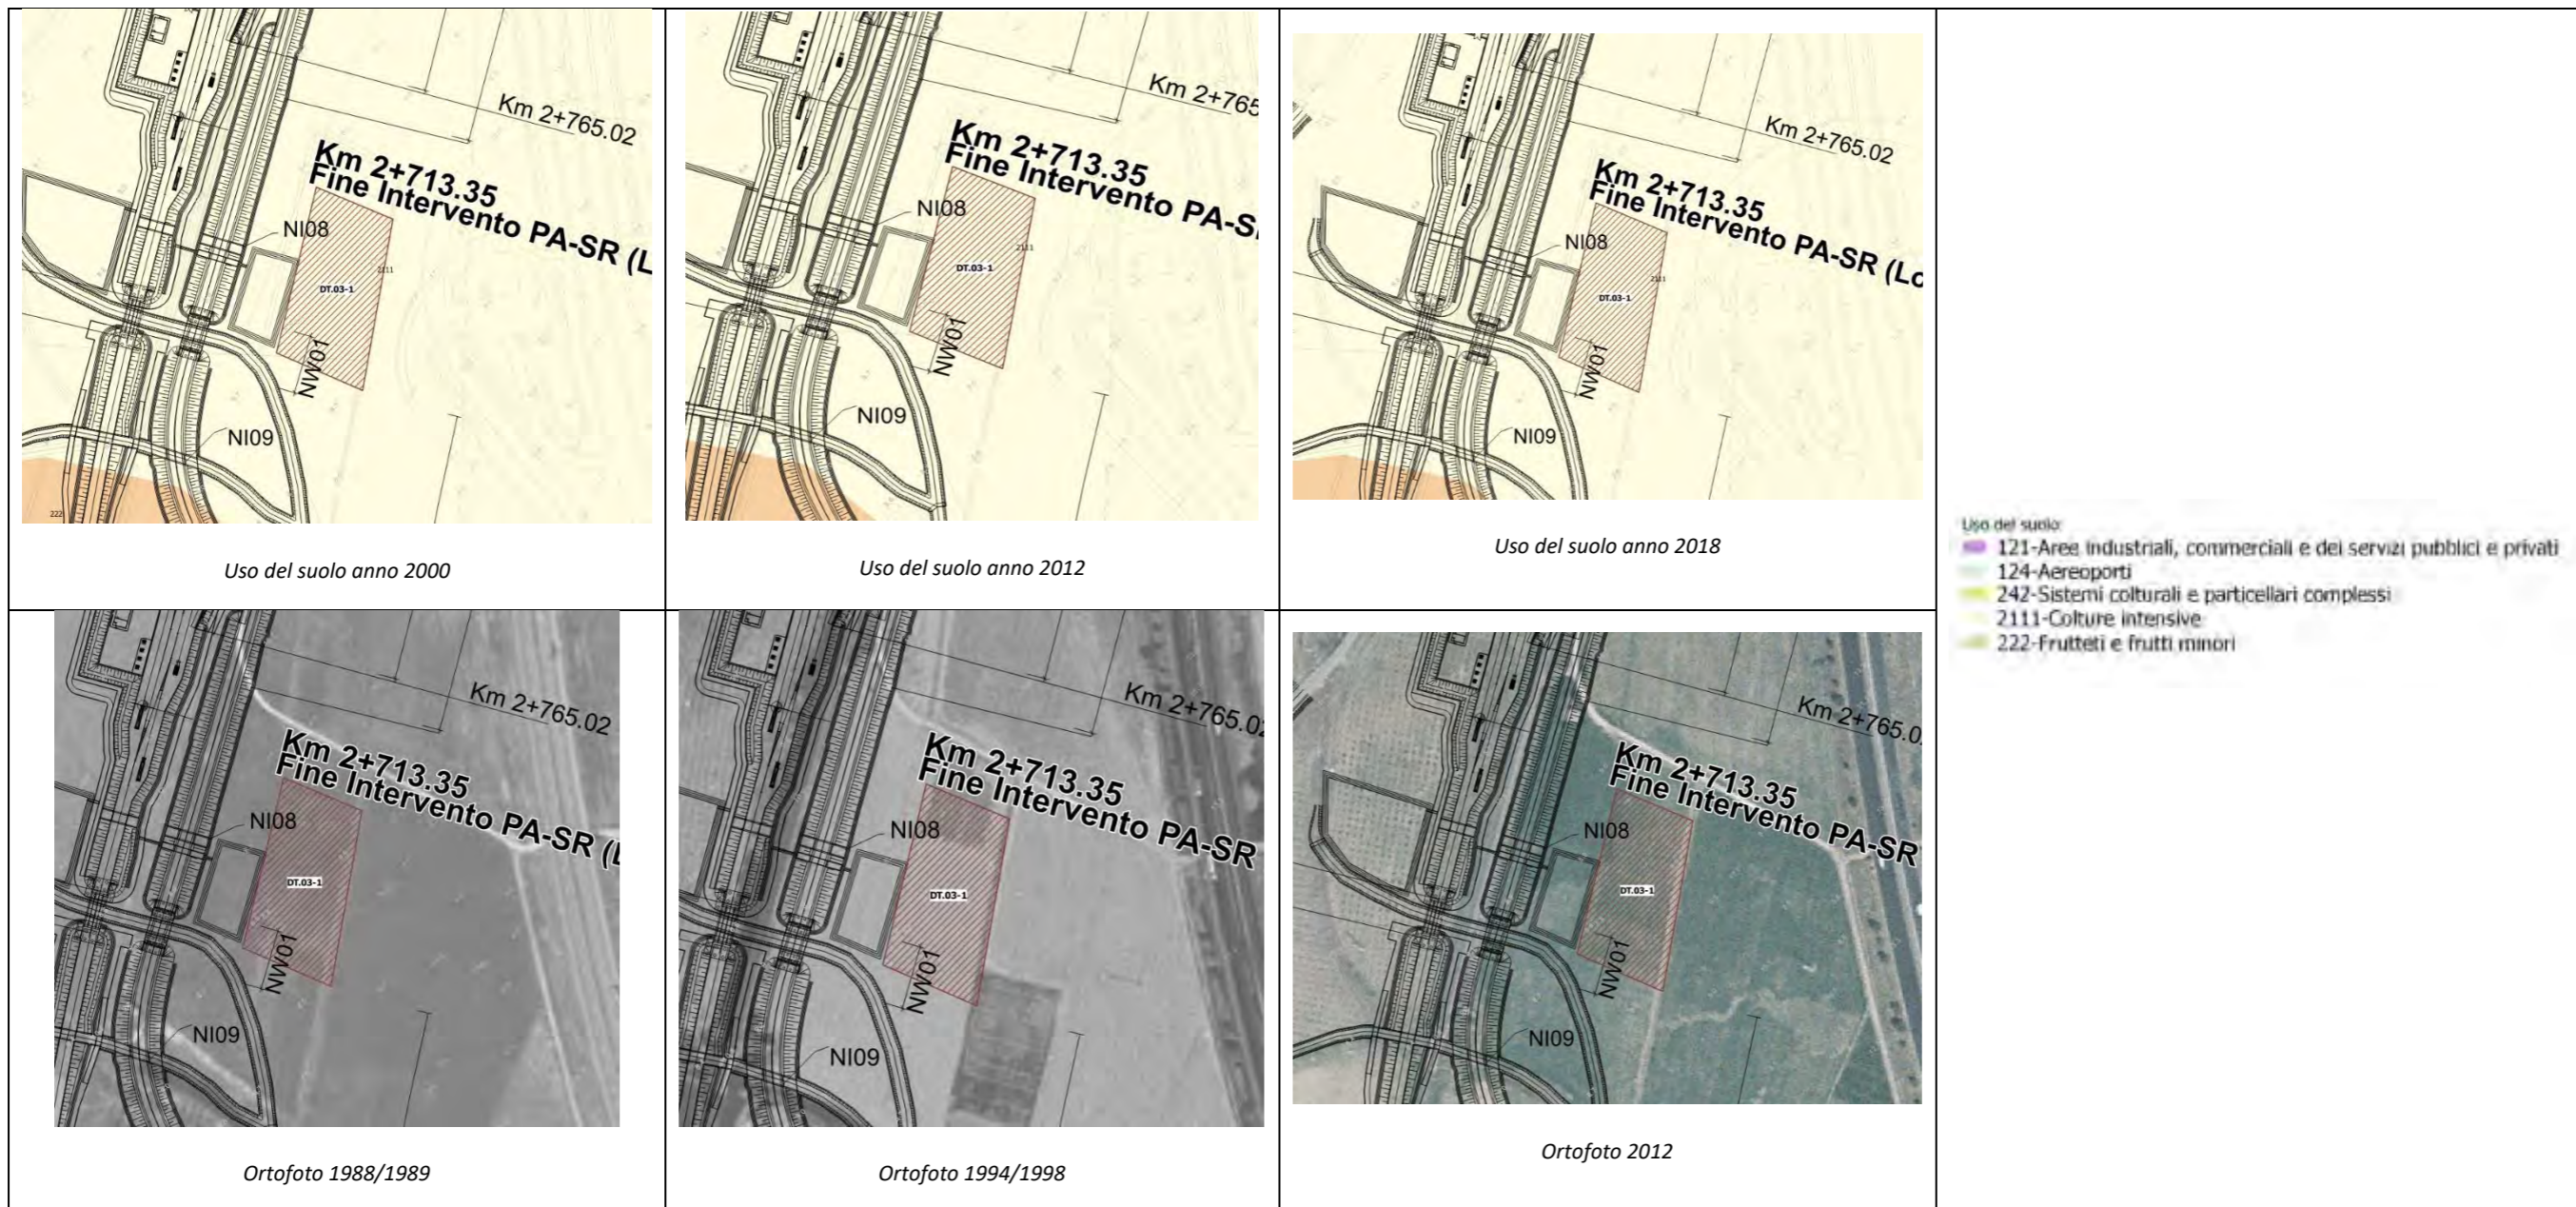 Km 2+765.02
Km 2+713.35
Fine Intervento PA-SR (L
NI08
2111
DT.03-1
NW01
NI09
222
Uso del suolo anno 2000
Km 2+765
Km 2+713.35
Fine Intervento PA-S
NI08
2111
DT.03-1
NW01
NI09
Uso del suolo anno 2012
Km 2+765.02
Km 2+713.35
Fine Intervento PA-SR (Lo
NI08
2111
DT.03-1
NW01
NI09
Uso del suolo anno 2018
Uso del suolo
121-Aree industriali, commerciali e dei servizi pubblici e privati
124-Aereoporti
242-Sistemi colturali e particellari complessi
2111-Colture intensive
222-Frutteti e frutti minori
Km 2+765.02
Km 2+713.35
Fine Intervento PA-SR (L
NI08
DT.03-1
NW01
NI09
Ortofoto 1988/1989
Km 2+765.02
Km 2+713.35
Fine Intervento PA-SR
NI08
DT.03-1
NW01
NI09
Ortofoto 1994/1998
Km 2+765.0
Km 2+713.35
Fine Intervento PA-SR
NI08
DT.03-1
NW01
NI09
Ortofoto 2012